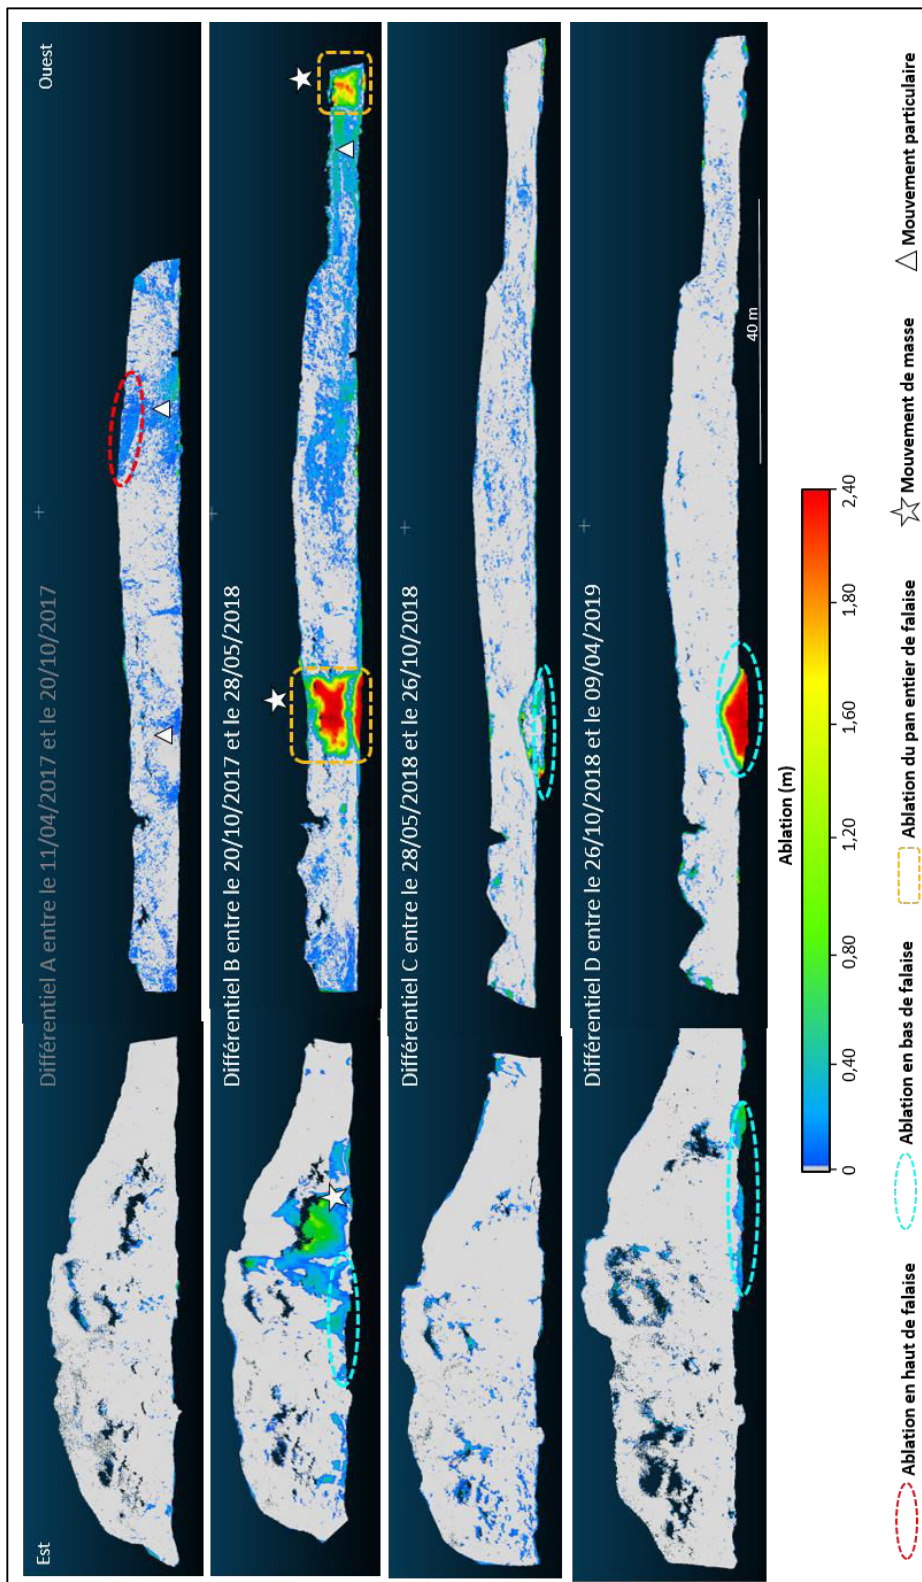 Est
Ouest
Différentiel A entre le 11/04/2017 et le 20/10/2017
Différentiel B entre le 20/10/2017 et le 28/05/2018
Différentiel C entre le 28/05/2018 et 26/10/2018
Différentiel D entre le 26/10/2018 et le 09/04/2019
40 m
Ablation (m)
0
0,40
0,80
1,20
1,60
1,80
2,40
Ablation en haut de falaise
Ablation en bas de falaise
Ablation du pan entier de falaise
Mouvement de masse
Mouvement particulaire